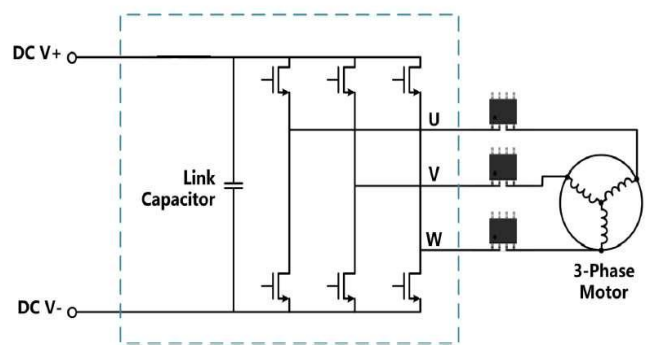 DC V+
U
Link
Capacitor
V
W
3-Phase
Motor
DC V-